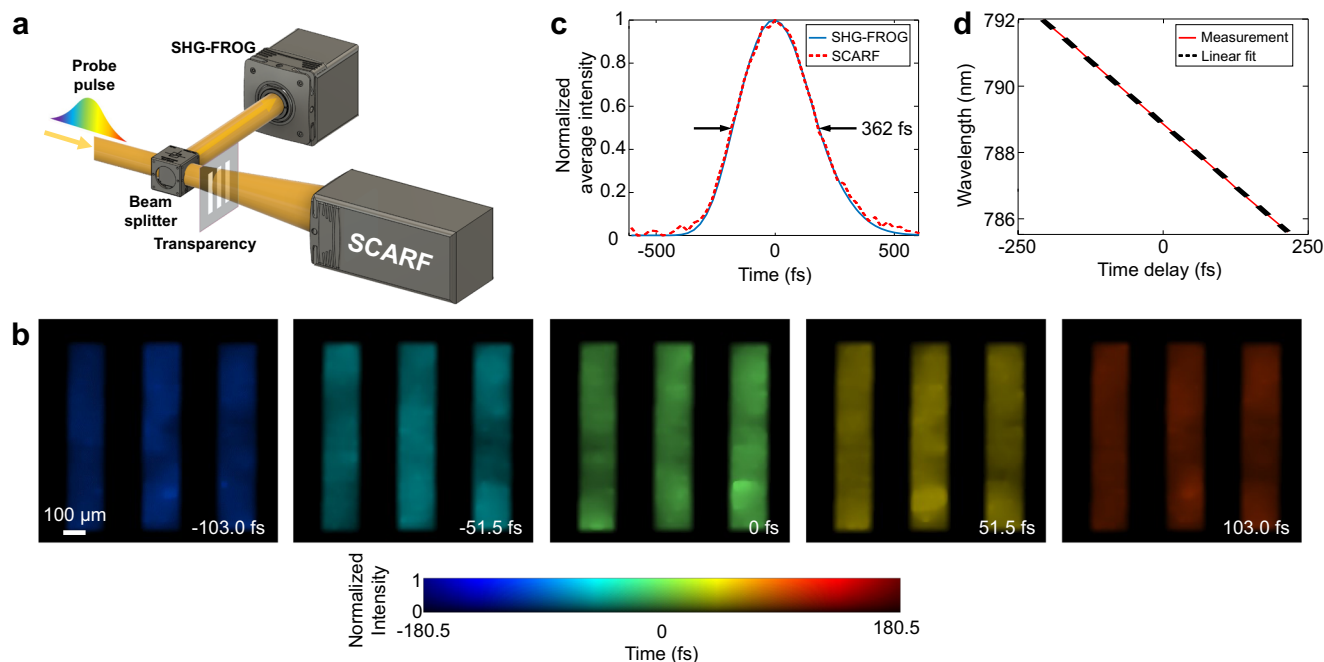 a
SHG-FROG
Probe
pulse
Beam
splitter
Transparency
SCARF
c
Normalized
average intensity
1
0.8
0.6
0.4
0.2
0
SHG-FROG
SCARF
362 fs
-500
0
500
Time (fs)
d
Wavelength (nm)
792
790
788
786
Measurement
Linear fit
-250
0
250
Time delay (fs)
b
100 µm
-103.0 fs
-51.5 fs
0 fs
51.5 fs
103.0 fs
Normalized
Intensity
1
0
-180.5
0
180.5
Time (fs)